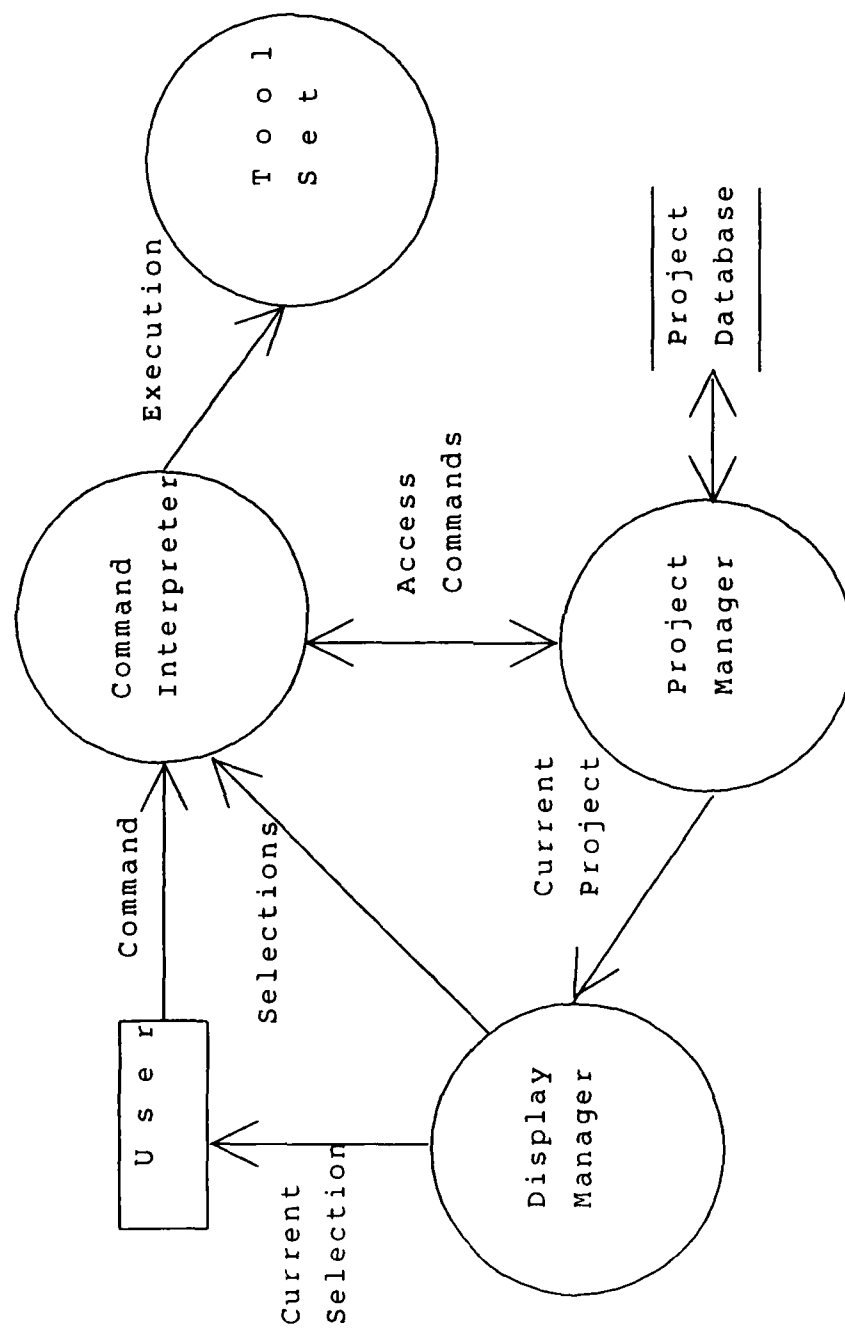 User
Command
Command
Interpreter
Execution
Tool
Set
Current
Selection
Selections
Access
Commands
Display
Manager
Current
Project
Project
Manager
Project
Database